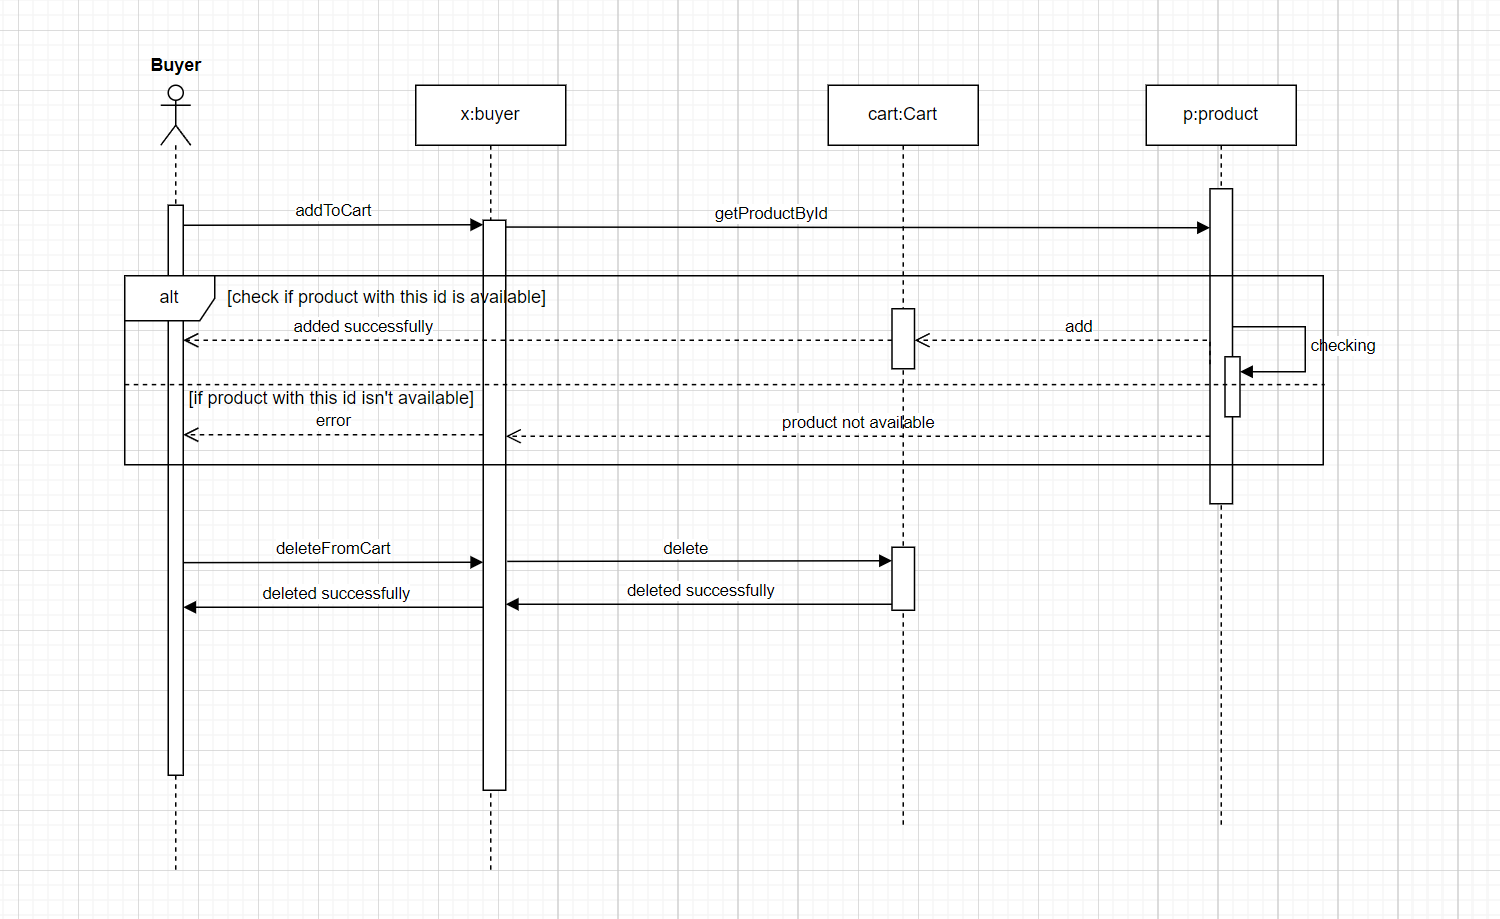 Buyer
x:buyer
cart:Cart
p:product
addToCart
getProductById
alt
[check if product with this id is available]
added successfully
add
checking
[if product with this id isn't available]
error
product not available
deleteFromCart
delete
deleted successfully
deleted successfully